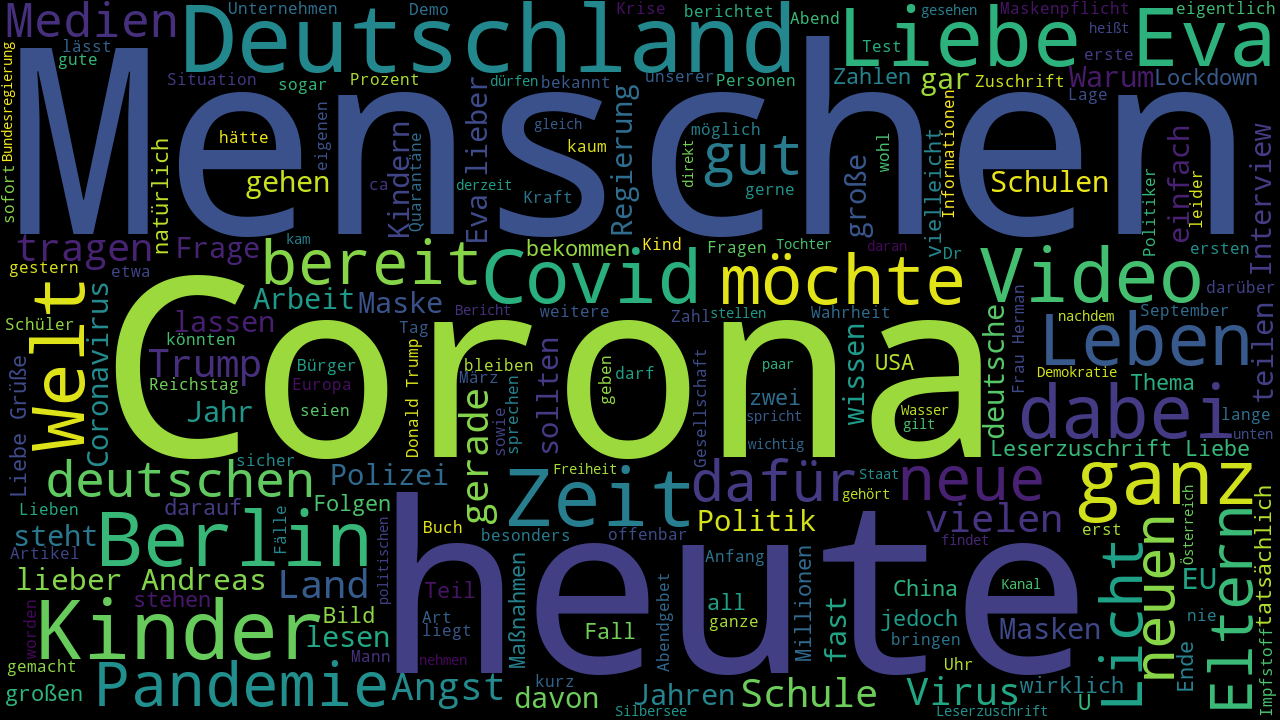 Medien
Unternehmen
Demo
Krise
berichtet
Abend
Liebe
Eva
gesehen
Maskenpflicht
eigentlich
heißt
erste
Deutschland
lässt
gute
Situation
sogar
Prozent
dürfen
bekannt
unserer
Personen
Test
Zahlen
gar
Zuschrift
Warum
Lockdown
Lage
Bundesregierung
sofort
Menschen
hätte
eigenen
gehen
natürlich
ca
Kindern
Quarantäne
Eva lieber
derzeit
gleich
kaum
Kraft
Regierung
möglich
direkt
gut
gerne
große
wohl
vielleicht
Informationen
Dr
Schulen
Politiker
einfach
leider
Interview
tragen
Frage
kam
bekommen
Kind
Fragen
Tochter
daran
ersten
gestern
etwa
bereit
Covid
möchte
Video
darüber
Welt
Coronavirus
Arbeit
Maske
Bericht
weitere
Zahl
stellen
Wahrheit
deutsche
Frau Herman
nachdem
September
teilen
Schüler
lassen
könnten
Tag
Leben
Trump
Bürger
Donald Trump
bleiben
März
sollten
geben
darf
paar
wissen
USA
Demokratie
Thema
Liebe Grüße
Reichstag
Europa
Jahr
seien
Corona
gerade
sowie
sprechen
Gesellschaft
zwei
spricht
wichtig
Wasser
gilt
dabei
lange
unten
Leserzuschrift Liebe
deutschen
sicher
Polizei
Freiheit
Zeit
dafür
Staat
gehört
neue
ganz
Lieben
darauf
Folgen
Fälle
steht
Berlin
Artikel
politischen
Buch
besonders
offenbar
Politik
vielen
findet
erst
Österreich
tatsächlich
lieber Andreas
Land
heute
Maßnahmen
Anfang
Millionen
China
Kanal
Licht
neuen
EU
Eltern
stehen
Teil
Bild
Kinder
worden
lesen
Art
liegt
Fall
Abendgebet
all
ganze
fast
jedoch
bringen
Masken
nie
gemacht
Mann
nehmen
Uhr
Ende
Impfstoff
großen
Pandemie
Angst
kurz
davon
Silbersee
Jahren
Schule
Virus
Leserzuschrift
wirklich
U